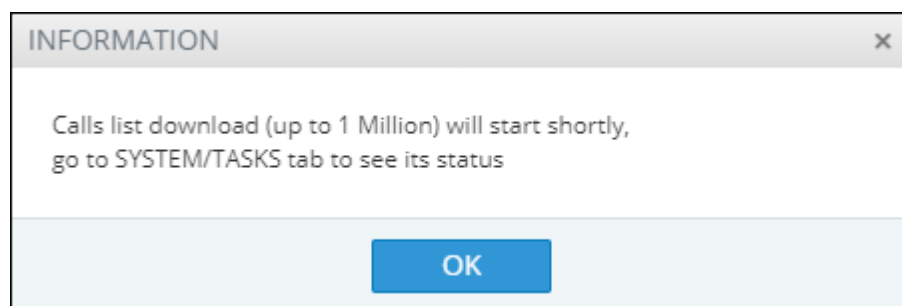 INFORMATION ×
Calls list download (up to 1 Million) will start shortly,
go to SYSTEM/TASKS tab to see its status
OK